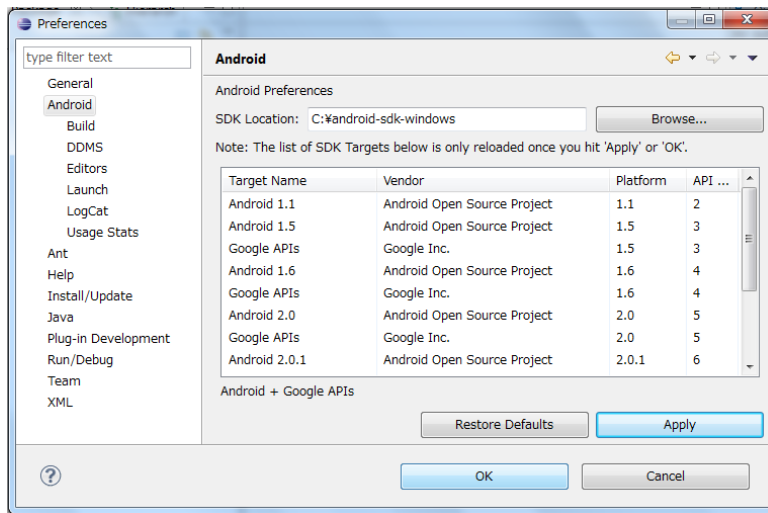 Preferences
type filter text
General
Android
Build
DDMS
Editors
Launch
LogCat
Usage Stats
Ant
Help
Install/Update
Java
Plug-in Development
Run/Debug
Team
XML
Android
Android Preferences
SDK Location: C:¥android-sdk-windows Browse...
Note: The list of SDK Targets below is only reloaded once you hit 'Apply' or 'OK'.
Target Name Vendor Platform API ...
Android 1.1 Android Open Source Project 1.1 2
Android 1.5 Android Open Source Project 1.5 3
Google APIs Google Inc. 1.5 3
Android 1.6 Android Open Source Project 1.6 4
Google APIs Google Inc. 1.6 4
Android 2.0 Android Open Source Project 2.0 5
Google APIs Google Inc. 2.0 5
Android 2.0.1 Android Open Source Project 2.0.1 6
Android + Google APIs
Restore Defaults Apply
OK Cancel